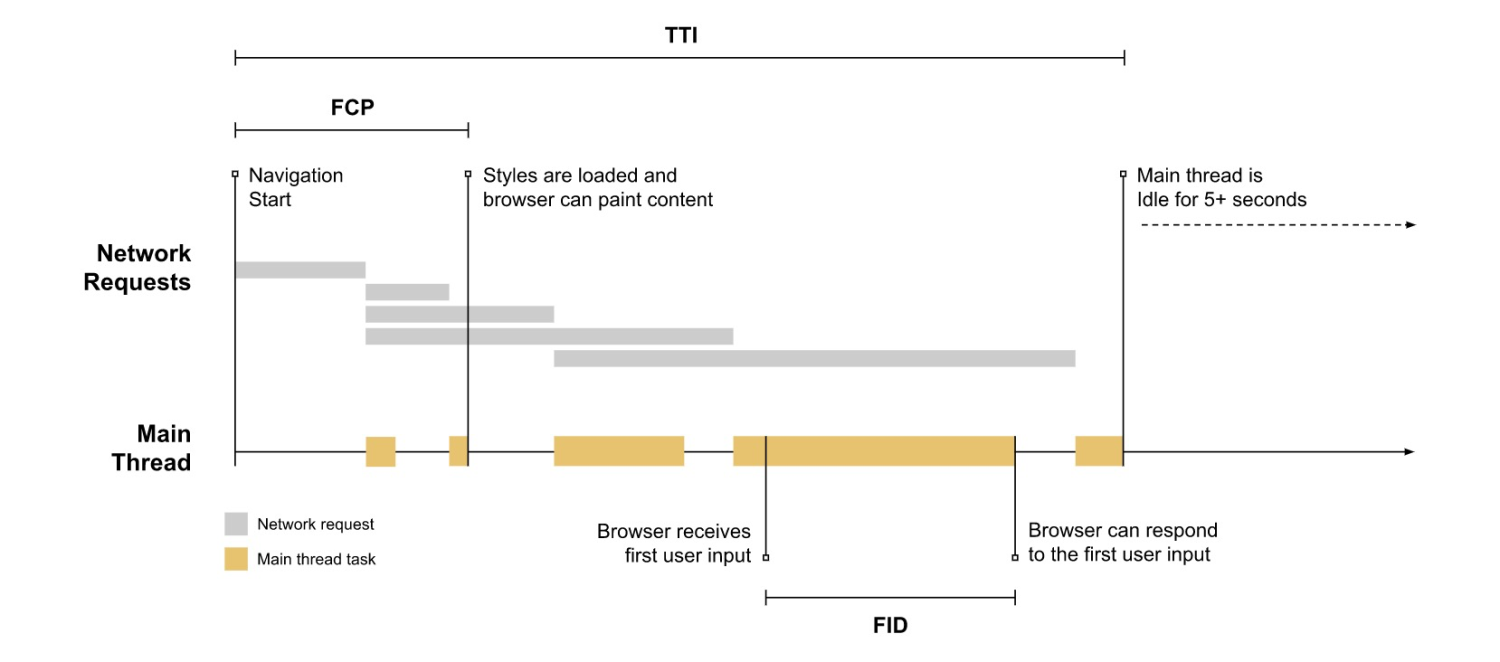 TTI
FCP
Navigation
Start
Styles are loaded and
browser can paint content
Main thread is
Idle for 5+ seconds
Network
Requests
Main
Thread
Network request
Main thread task
Browser receives
first user input
Browser can respond
to the first user input
FID